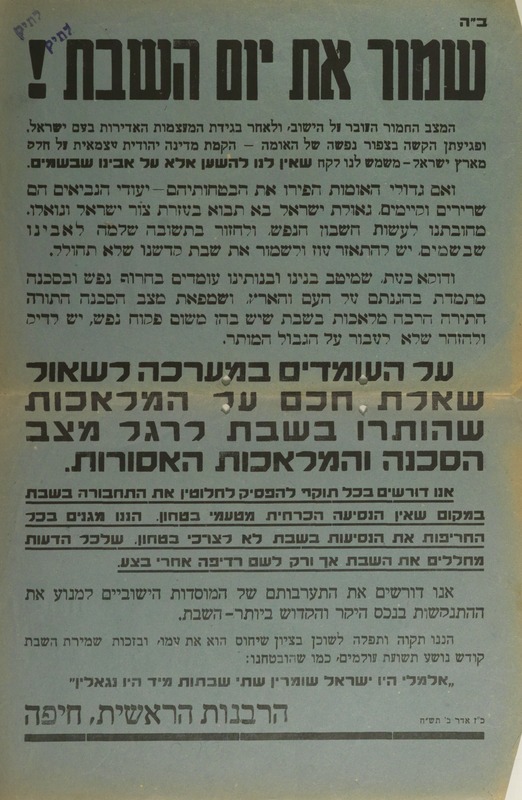 ב״ה
לתיק
לתיק
שמור את יום השבת !
המצב החמור העובר על הישוב, ולאחר בגידת המעצמות האדירות בעם ישראל,
ופגיעתן הקשה בצפור נפשה של האומה – הקמת מדינה יהודית עצמאית על חלק
מארץ ישראל – משמש לנו לקח שאין לנו להשען אלא על אבינו שבשמים.
ואם גדולי האומות הפירו את הבטחותיהם – יעודי הנביאים הם
שרירים וקיימים. גאולת ישראל בא תבוא בעזרת צור ישראל וגואלו.
מחובתנו לעשות חשבון הנפש, ולחזור בתשובה שלמה לאבינו
שבשמים. יש להתאזר עוז ולשמור את שבת קדשנו שלא תחולל.
ודוקא כעת, שמיטב בנינו ובנותינו עומדים בחרוף נפש ובסכנה
מתמדת בהגנתם על העם והארץ, ושמפאת מצב הסכנה התורה
התירה הרבה מלאכות בשבת שיש בהן משום פקוח נפש, יש לדייק
ולהזהר שלא לעבור על הגבול המותר.
על העומדים במערכה לשאול
שאלת חכם על המלאכות
שהותרו בשבת לרגל מצב
הסכנה והמלאכות האסורות.
אנו דורשים בכל תוקף להפסיק לחלוטין את התחבורה בשבת
במקום שאין הנסיעה הכרחית מטעמי בטחון. הננו מגנים בכל
החריפות את הנסיעות בשבת לא לצורכי בטחון, שלכל הדעות
מחללים את השבת אך ורק לשם רדיפה אחרי בצע.
אנו דורשים את התערבותם של המוסדות הישוביים למנוע את
ההתנקשות בנכס היקר והקדוש ביותר – השבת.
הננו תקוה ותפלה לשוכן בציון שיחוס הוא את עמו, ובזכות שמירת השבת
קודש נושע תשועת עולמים, כמו שהובטחנו:
„אלמלי היו ישראל שומרין שתי שבתות מיד היו נגאלין״
הרבנות הראשית, חיפה
כ״ז אדר ב׳ תש״ח